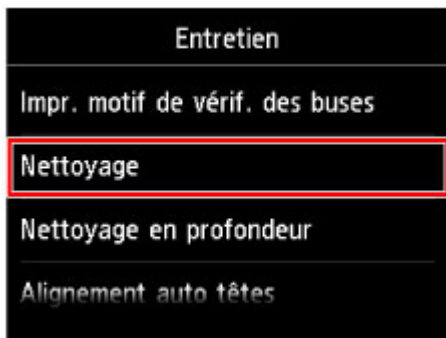 Entretien
Impr. motif de vérif. des buses
Nettoyage
Nettoyage en profondeur
Alignement auto têtes